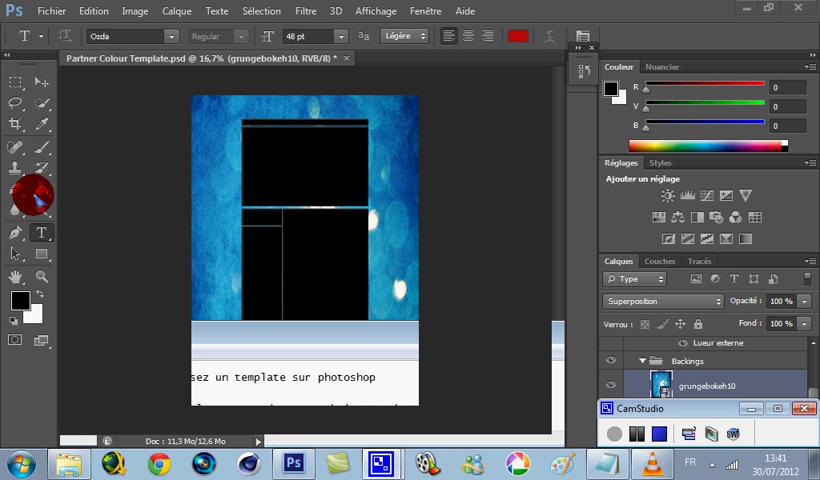 Ps Fichier Edition Image Calque Texte Sélection Filtre 3D Affichage Fenêtre Aide
T Ozda Regular T 48 pt aa Légère
Partner Colour Template.psd @ 16,7% (grungebokeh10, RVB/8) * ×
Couleur Nuancier
R 0
V 0
B 0
Réglages Styles
Ajouter un réglage
Calques Couches Tracés
Type
Superposition Opacité : 100 %
Verrou : Fond : 100 %
Lueur externe
Backings
grungebokeh10
sez un template sur photoshop
CamStudio
Doc : 11,3 Mo/12,6 Mo
FR 13:41
30/07/2012